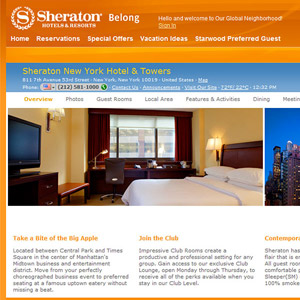 Sheraton®
HOTELS & RESORTS
Belong
Hello and welcome to Our Global Neighborhood!
Sign In
Home Reservations Special Offers Vacation Ideas Starwood Preferred Guest
Sheraton New York Hotel & Towers
811 7th Avenue 53rd Street · New York, New York 10019 · United States · Map
Phone: (212) 581-1000 Contact Us · Announcements · Visit Our Site · 72°F/ 22°C · 10:32 PM
Overview Photos Guest Rooms Local Area Features & Activities Dining Meetin
Take a Bite of the Big Apple
Located between Central Park and Times
Square in the center of Manhattan's
Midtown business and entertainment
district. Move from your perfectly
choreographed business event to preferred
seating at a famous uptown eatery without
missing a beat.
Join the Club
Impressive Club Rooms create a
productive and professional setting for any
group. Gain access to our exclusive Club
Lounge, open Monday through Thursday, to
receive all of the perks available when you
stay in our Club Level.
Contempora
Sheraton has
flair that is en
All guest room
comfortable a
Sleeper(SM)
100% smoke